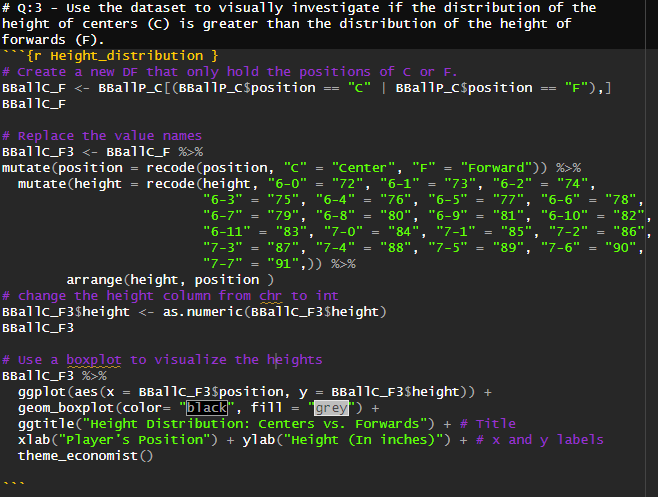 # Q:3 - Use the dataset to visually investigate if the distribution of the
height of centers (C) is greater than the distribution of the height of
forwards (F).
```{r Height_distribution }
# Create a new DF that only hold the positions of C or F.
BBallC_F <- BBallP_C[(BBallP_C$position == "C" | BBallP_C$position == "F"),]
BBallC_F
# Replace the value names
BBallC_F3 <- BBallC_F %>%
mutate(position = recode(position, "C" = "Center", "F" = "Forward")) %>%
mutate(height = recode(height, "6-0" = "72", "6-1" = "73", "6-2" = "74",
"6-3" = "75", "6-4" = "76", "6-5" = "77", "6-6" = "78",
"6-7" = "79", "6-8" = "80", "6-9" = "81", "6-10" = "82",
"6-11" = "83", "7-0" = "84", "7-1" = "85", "7-2" = "86",
"7-3" = "87", "7-4" = "88", "7-5" = "89", "7-6" = "90",
"7-7" = "91",)) %>%
arrange(height, position )
# change the height column from chr to int
BBallC_F3$height <- as.numeric(BBallC_F3$height)
BBallC_F3
# Use a boxplot to visualize the heights
BBallC_F3 %>%
ggplot(aes(x = BBallC_F3$position, y = BBallC_F3$height)) +
geom_boxplot(color= "black", fill = "grey") +
ggtitle("Height Distribution: Centers vs. Forwards") + # Title
xlab("Player's Position") + ylab("Height (In inches)") + # x and y labels
theme_economist()
```